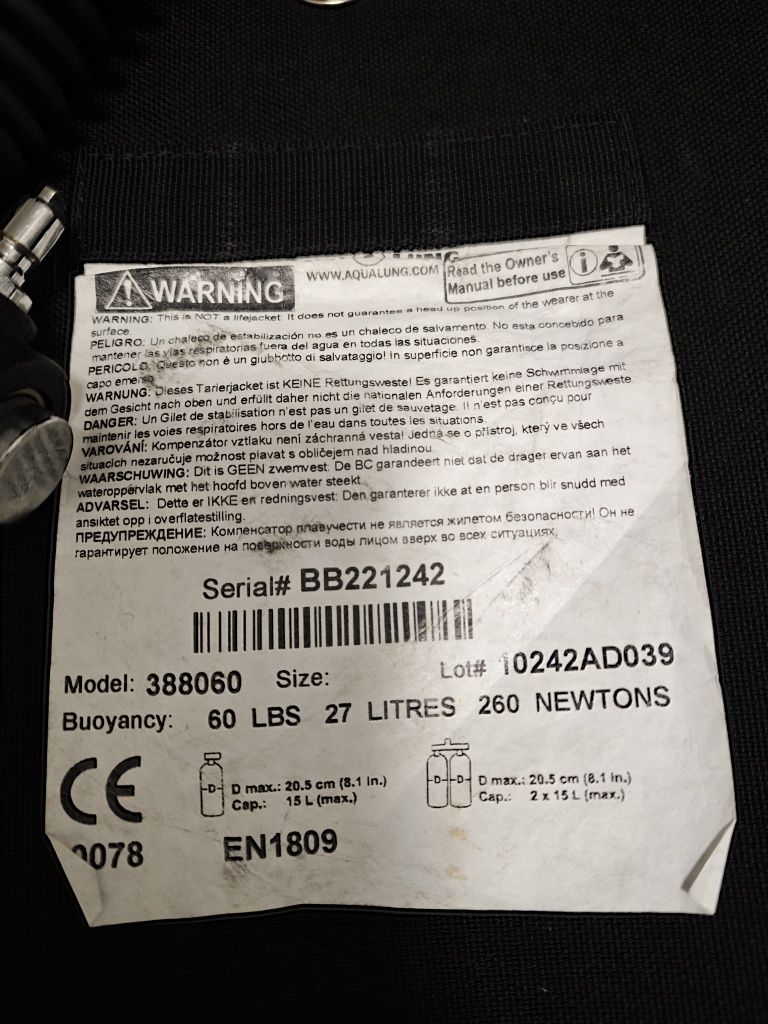 WARNING
WWW.AQUALUNG.COM
Read the Owner's
Manual before use
WARNING: This is NOT a lifejacket. It does not guarantee a head up position of the wearer at the
surface.
PELIGRO: Un chaleco de estabilización no es un chaleco de salvamento. No esta concebido para
mantener las vías respiratorias fuera del agua en todas las situaciones.
PERICOLO: Questo non è un giubbotto di salvataggio! In superficie non garantisce la posizione a
capo emerso.
WARNUNG: Dieses Tarierjacket ist KEINE Rettungsweste! Es garantiert keine Schwimmlage mit
dem Gesicht nach oben und erfüllt daher nicht die nationalen Anforderungen einer Rettungsweste.
DANGER: Un Gilet de stabilisation n'est pas un gilet de sauvetage. Il n'est pas conçu pour
maintenir les voies respiratoires hors de l'eau dans toutes les situations.
VAROVÁNÍ: Kompenzátor vztlaku není záchranná vesta! Jedná se o přístroj, který ve všech
situacích nezaručuje možnost plavat s obličejem nad hladinou.
WAARSCHUWING: Dit is GEEN zwemvest. De BC garandeert niet dat de drager ervan aan het
wateroppervlak met het hoofd boven water steekt.
ADVARSEL: Dette er IKKE en redningsvest: Den garanterer ikke at en person blir snudd med
ansiktet opp i overflatestilling.
ПРЕДУПРЕЖДЕНИЕ: Компенсатор плавучести не является жилетом безопасности! Он не
гарантирует положение на поверхности воды лицом вверх во всех ситуациях.
Serial# BB221242
Model: 388060 Size: Lot# 10242AD039
Buoyancy: 60 LBS 27 LITRES 260 NEWTONS
CE
D
D max.: 20.5 cm (8.1 in.)
Cap.: 15 L (max.)
D D
D max.: 20.5 cm (8.1 in.)
Cap.: 2 x 15 L (max.)
0078 EN1809